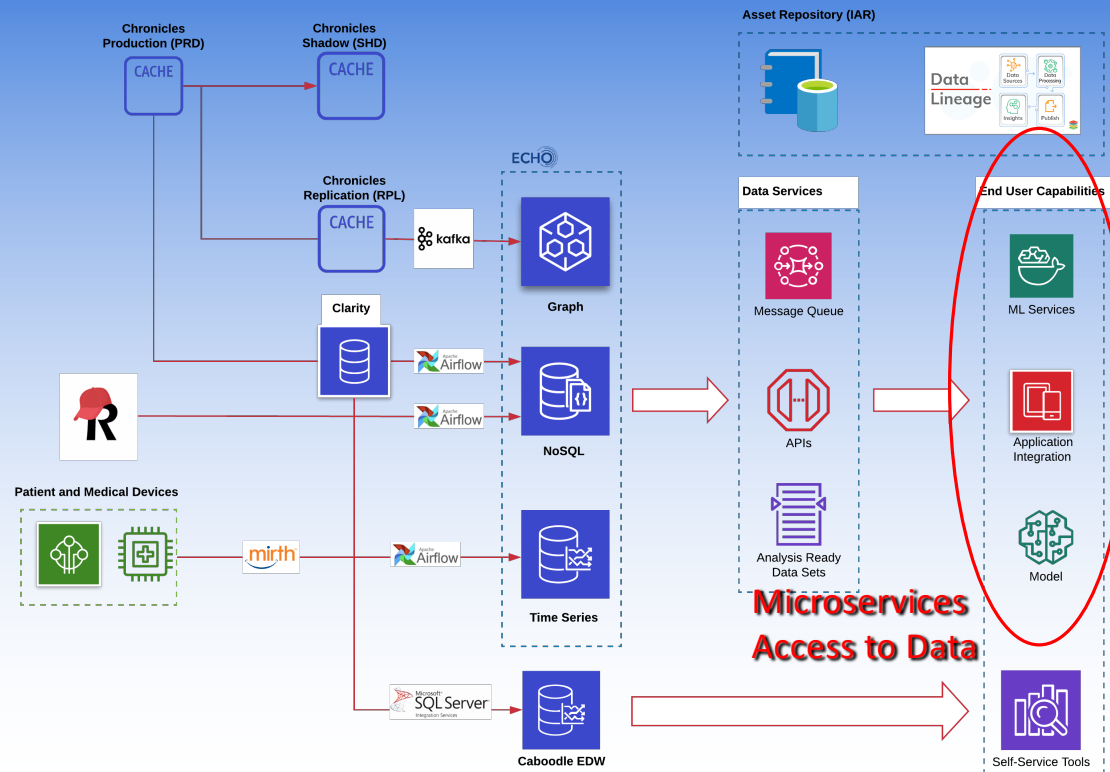 Chronicles
Production (PRD)
CACHE
Chronicles
Shadow (SHD)
CACHE
Asset Repository (IAR)
Data
Lineage
Data
Sources
Data
Processing
Insights
Publish
Chronicles
Replication (RPL)
CACHE
kafka
ECHO
Graph
Clarity
Apache
Airflow
R
Apache
Airflow
NoSQL
Patient and Medical Devices
mirth
Apache
Airflow
Time Series
Microsoft
SQL Server
Integration Services
Caboodle EDW
Data Services
Message Queue
APIs
Analysis Ready
Data Sets
End User Capabilities
ML Services
Application
Integration
Model
Microservices
Access to Data
Self-Service Tools